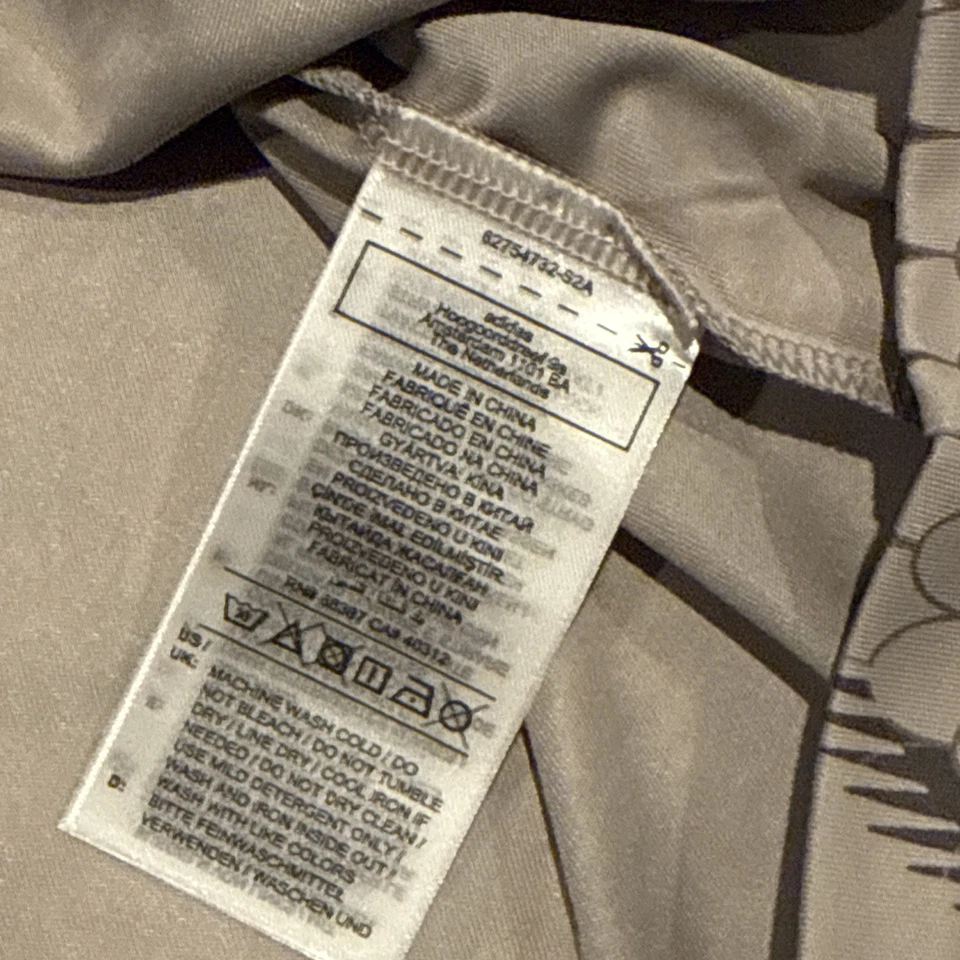 62754732-S2A
adidas
Hoogoorddreef 9a
Amsterdam 1101 BA
The Netherlands
MADE IN CHINA
FABRIQUÉ EN CHINE
FABRICADO EN CHINA
FABRICADO NA CHINA
GYÁRTVA: KÍNA
ПРОИЗВЕДЕНО В КИТАЙ
СДЕЛАНО В КИТАЕ
PROIZVEDENO U KINI
ÇİNDE İMAL EDİLMİŞTİR.
ҚЫТАЙДА ЖАСАЛҒАН
PROIZVEDENO U KINI
FABRICAT ÎN CHINA
RN# 88387 CA# 40312
US /
UK:
MACHINE WASH COLD / DO
NOT BLEACH / DO NOT TUMBLE
DRY / LINE DRY / COOL IRON IF
NEEDED / DO NOT DRY CLEAN /
USE MILD DETERGENT ONLY /
WASH AND IRON INSIDE OUT /
WASH WITH LIKE COLORS
D:
BITTE FEINWASCHMITTEL
VERWENDEN / WASCHEN UND